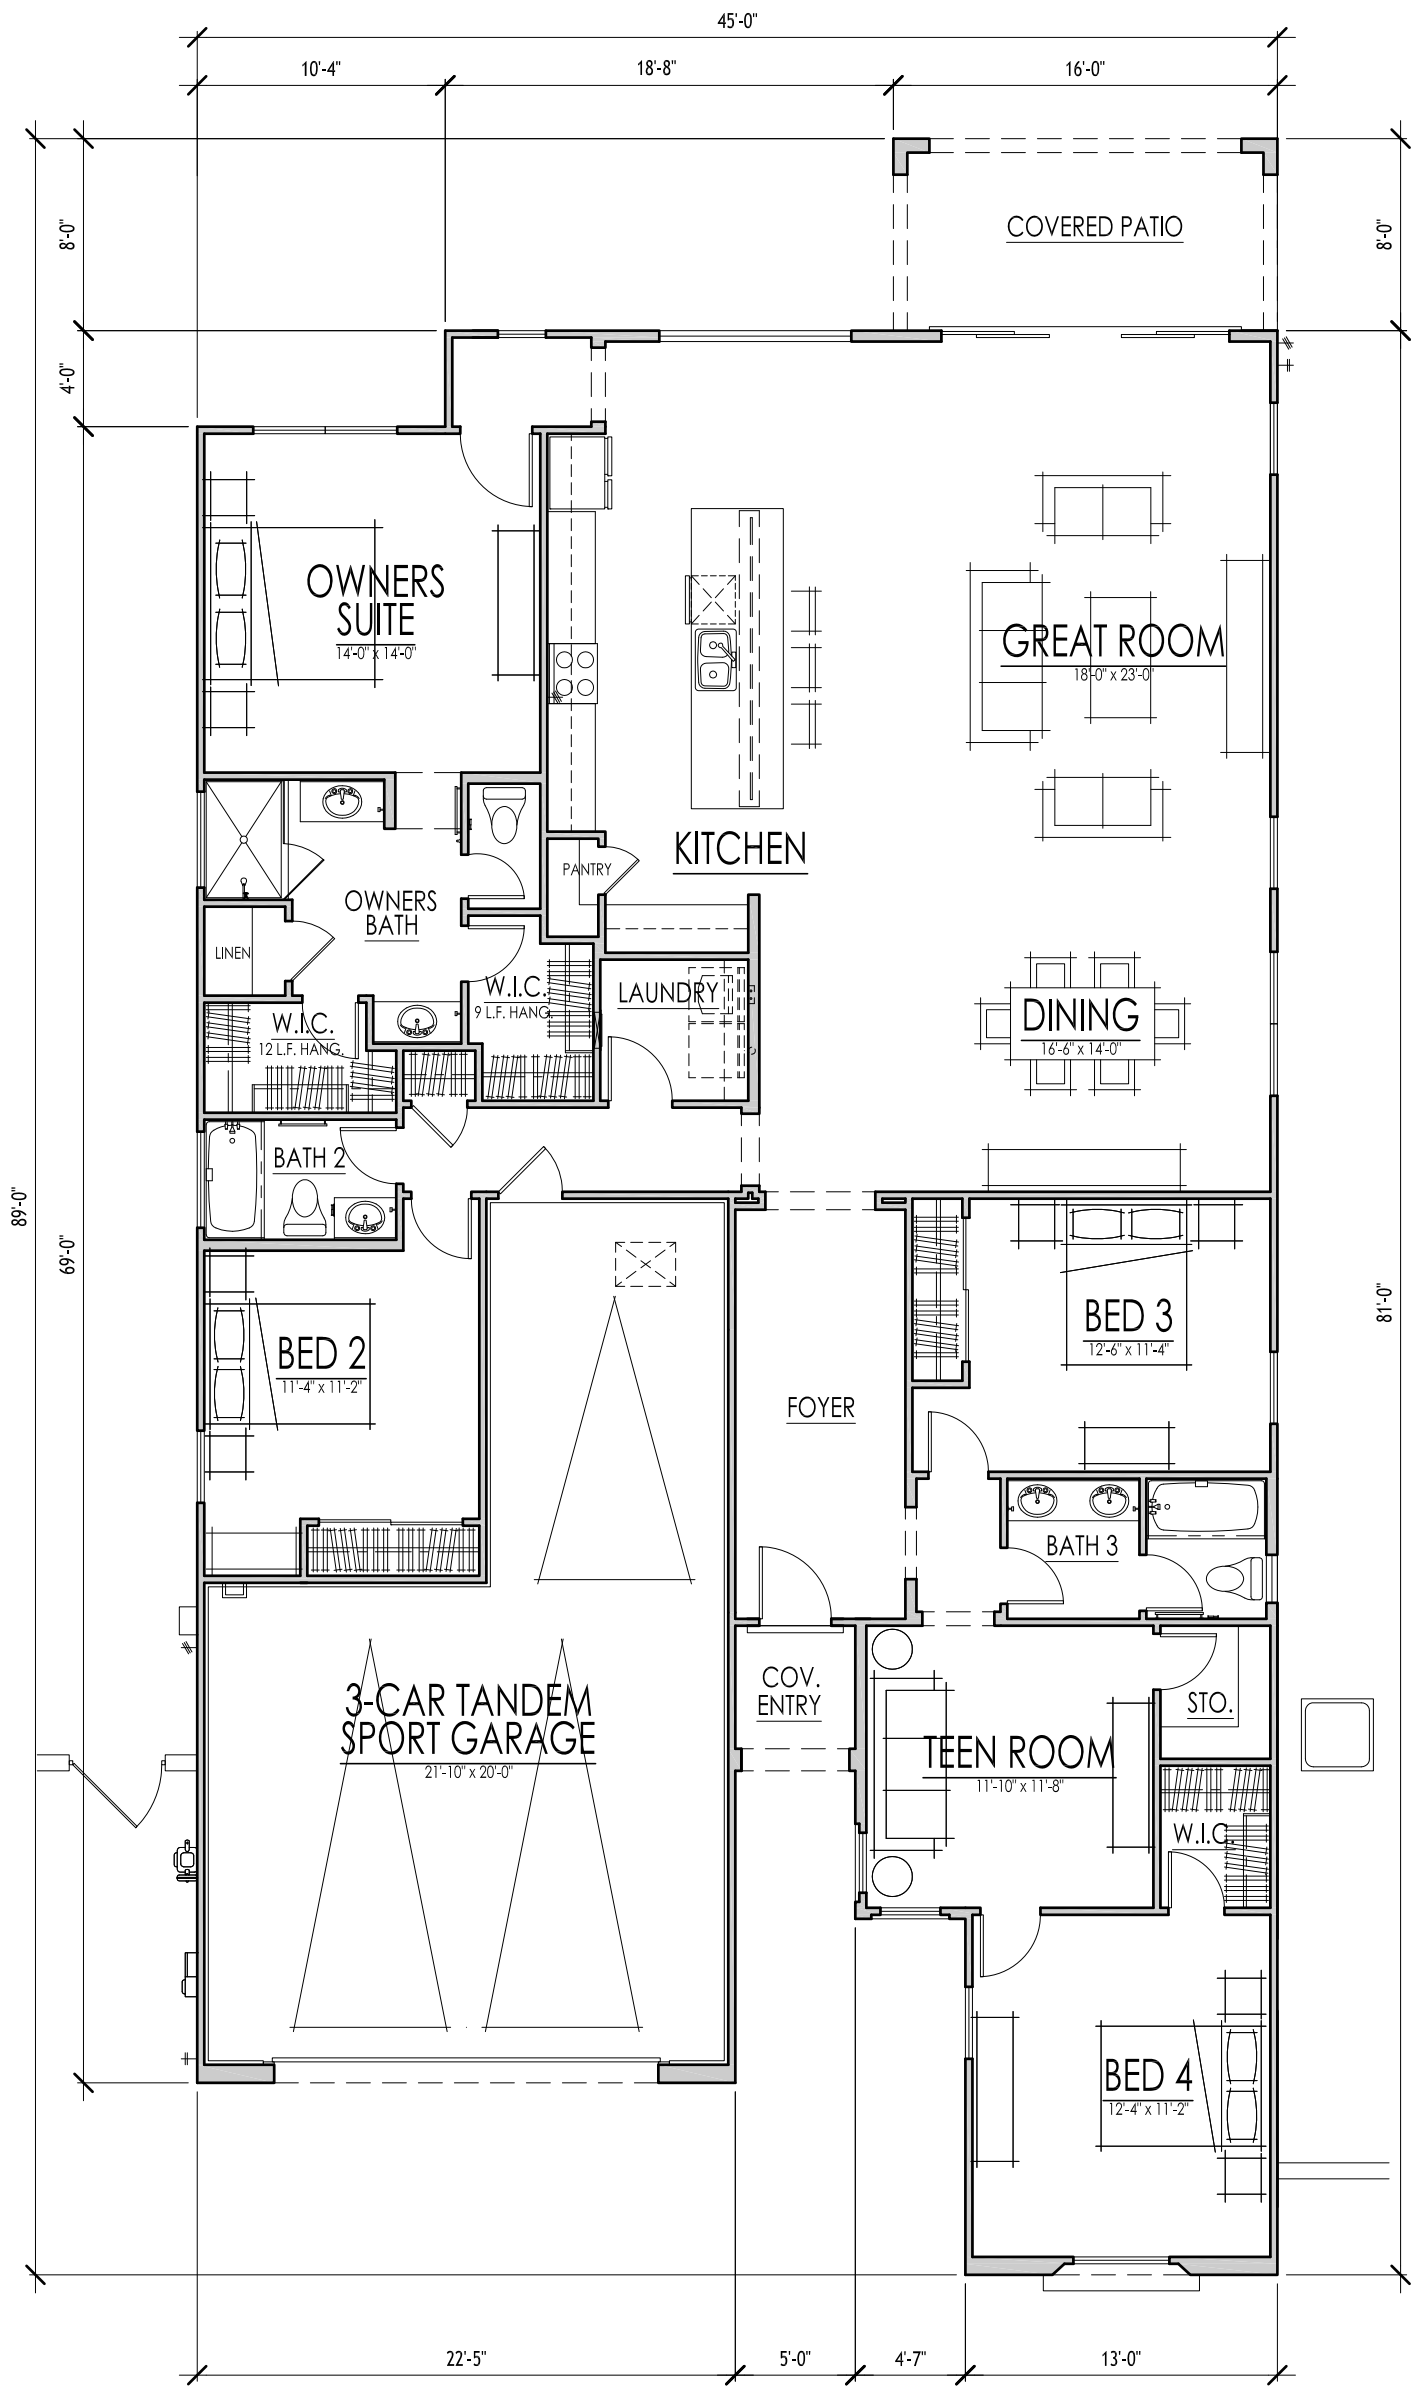 45'-0"
10'-4"
18'-8"
16'-0"
8'-0"
COVERED PATIO
8'-0"
4'-0"
OWNERS
SUITE
14'-0" x 14'-0"
GREAT ROOM
18'-0" x 23'-0"
KITCHEN
PANTRY
OWNERS
BATH
LINEN
W.I.C.
9 L.F. HANG.
LAUNDRY
W.I.C.
12 L.F. HANG.
DINING
16'-6" x 14'-0"
BATH 2
89'-0"
69'-0"
81'-0"
BED 2
11'-4" x 11'-2"
BED 3
12'-6" x 11'-4"
FOYER
BATH 3
3-CAR TANDEM
SPORT GARAGE
21'-10" x 20'-0"
COV.
ENTRY
STO.
TEEN ROOM
11'-10" x 11'-8"
W.I.C.
BED 4
12'-4" x 11'-2"
22'-5"
5'-0"
4'-7"
13'-0"